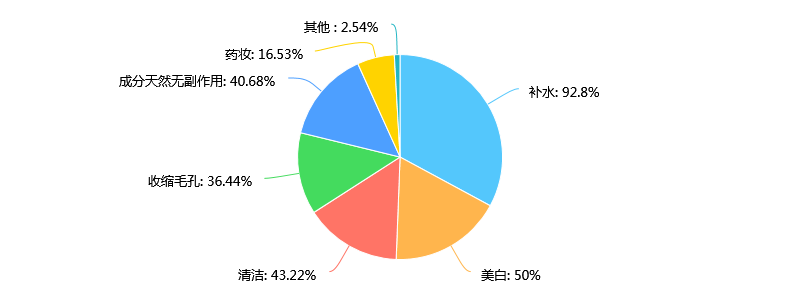 其他 : 2.54%
药妆: 16.53%
成分天然无副作用: 40.68%
补水: 92.8%
收缩毛孔: 36.44%
清洁: 43.22%
美白: 50%